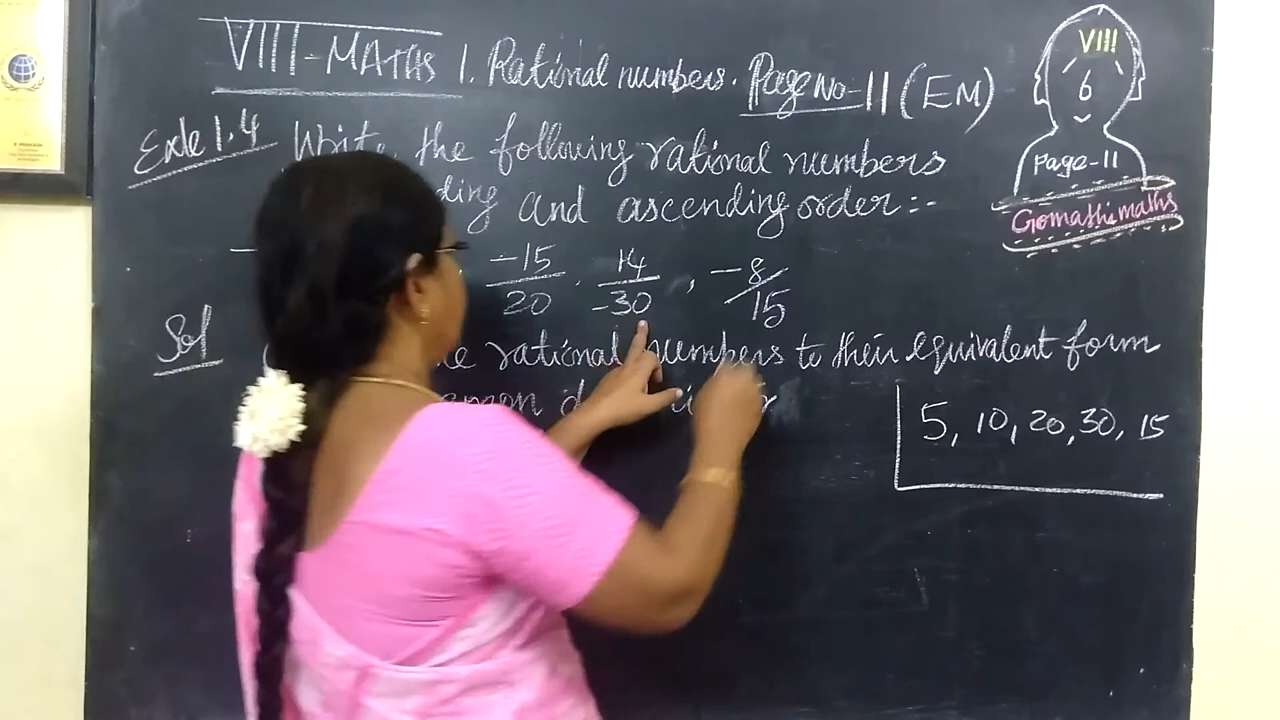 VIII-MATHS 1. Rational numbers. Page No-11 (EM)
VIII
6
Page-11
Gomathimaths
Exle 1.4 Write the following rational numbers
ding and ascending order:-
-15/20 , 14/-30 , -8/15
Sol rational numbers to their equivalent form
5, 10, 20, 30, 15